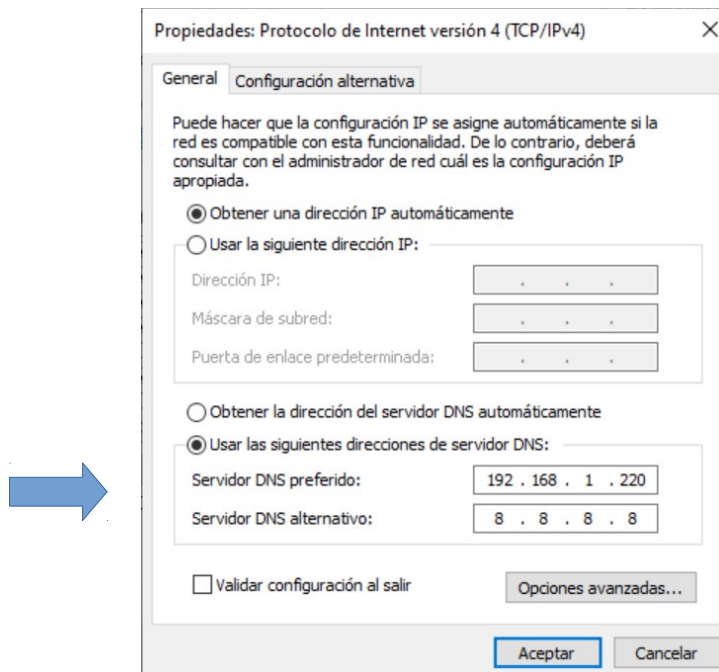 Propiedades: Protocolo de Internet versión 4 (TCP/IPv4)
General
Configuración alternativa
Puede hacer que la configuración IP se asigne automáticamente si la
red es compatible con esta funcionalidad. De lo contrario, deberá
consultar con el administrador de red cuál es la configuración IP
apropiada.
Obtener una dirección IP automáticamente
Usar la siguiente dirección IP:
Dirección IP: . . .
Máscara de subred: . . .
Puerta de enlace predeterminada: . . .
Obtener la dirección del servidor DNS automáticamente
Usar las siguientes direcciones de servidor DNS:
Servidor DNS preferido: 192 . 168 . 1 . 220
Servidor DNS alternativo: 8 . 8 . 8 . 8
Validar configuración al salir
Opciones avanzadas...
Aceptar
Cancelar